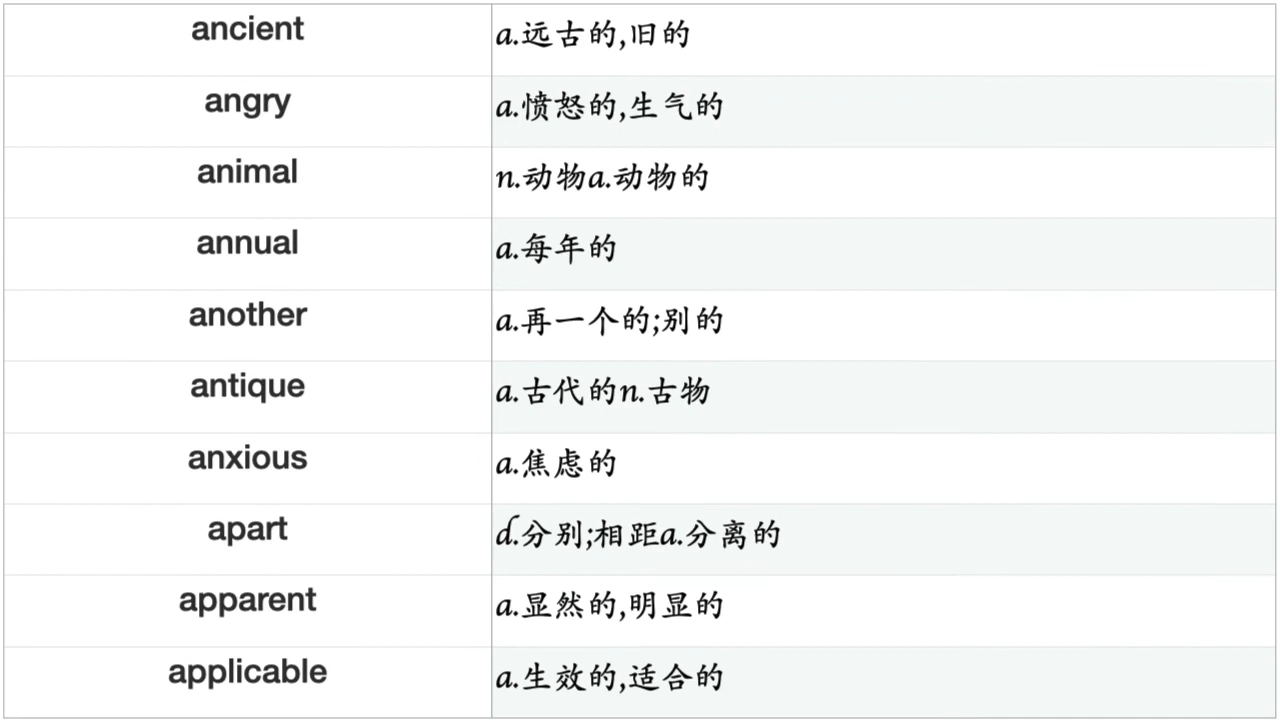 ancient a.远古的,旧的
angry a.愤怒的,生气的
animal n.动物a.动物的
annual a.每年的
another a.再一个的;别的
antique a.古代的n.古物
anxious a.焦虑的
apart d.分别;相距a.分离的
apparent a.显然的,明显的
applicable a.生效的,适合的